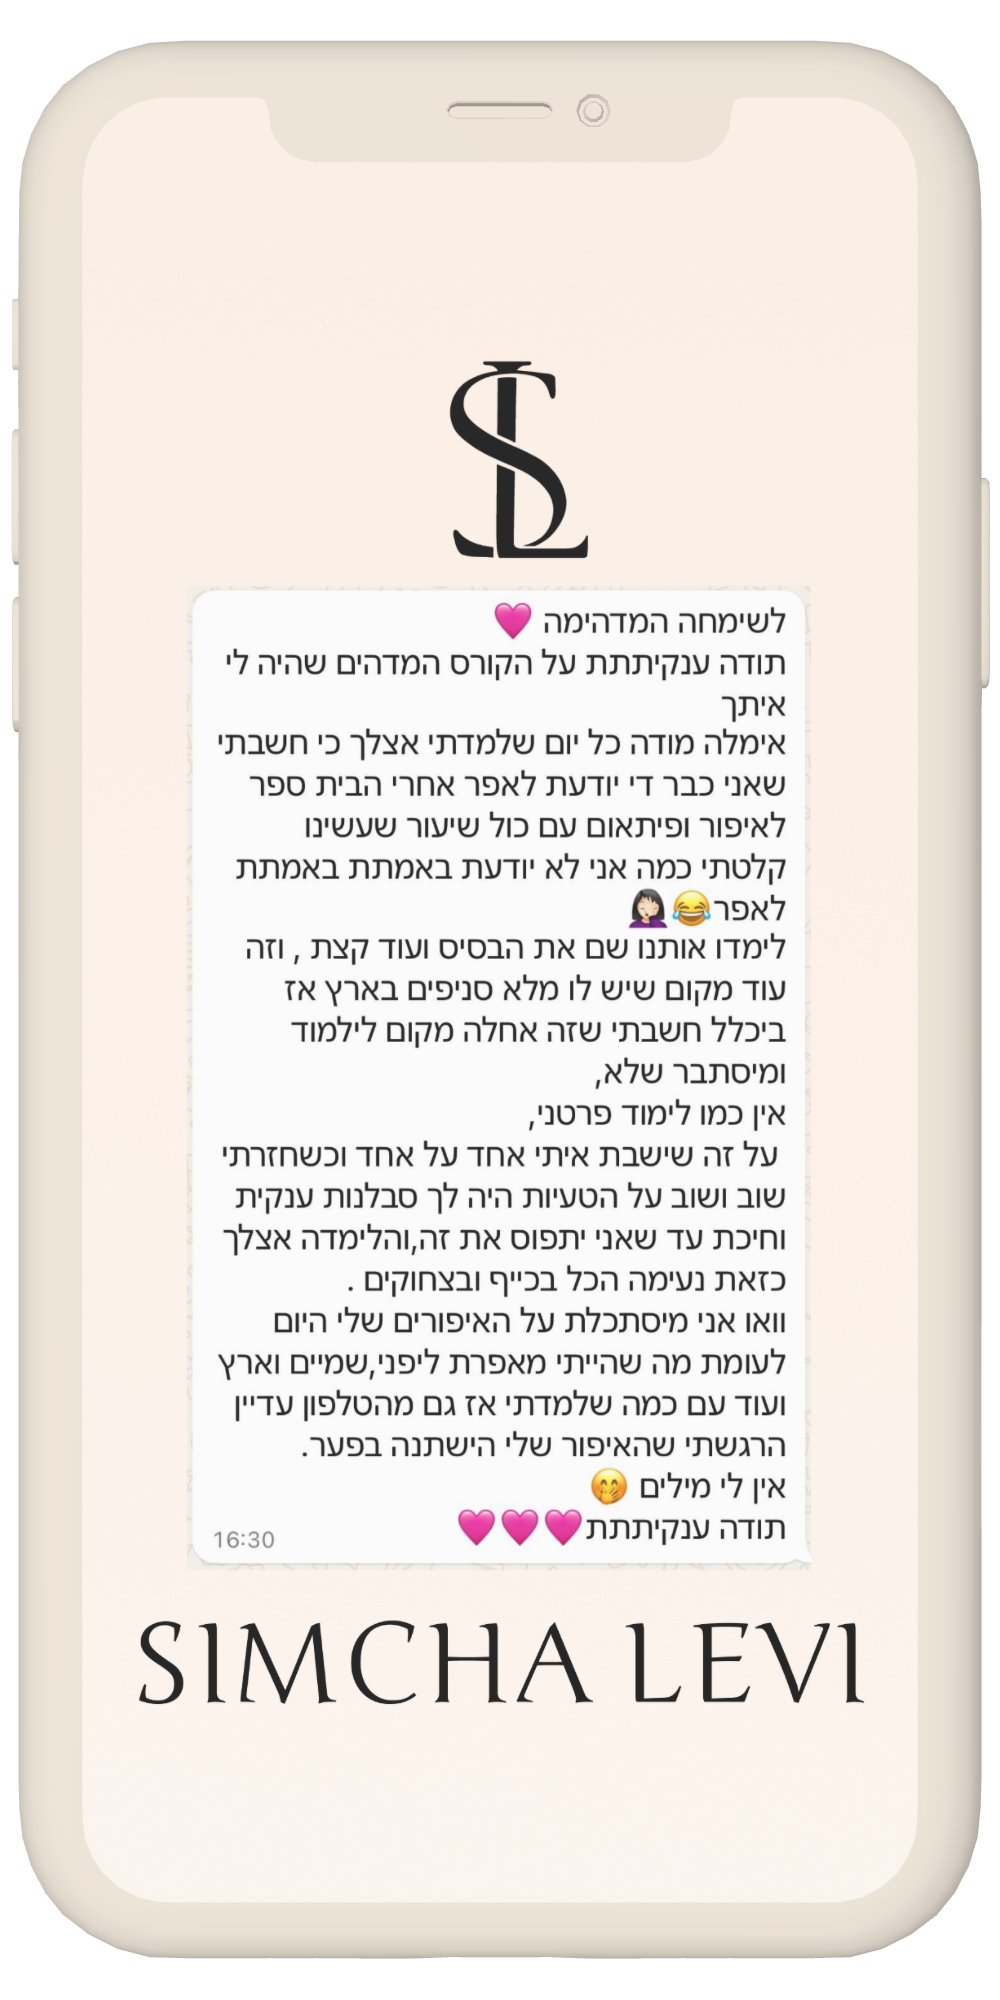 SL
לשימחה המדהימה 🩷
תודה ענקיתתת על הקורס המדהים שהיה לי
איתך
אימלה מודה כל יום שלמדתי אצלך כי חשבתי
שאני כבר די יודעת לאפר אחרי הבית ספר
לאיפור ופיתאום עם כול שיעור שעשינו
קלטתי כמה אני לא יודעת באמתת באמתת
לאפר😂🤦🏻‍♀️
לימדו אותנו שם את הבסיס ועוד קצת , וזה
עוד מקום שיש לו מלא סניפים בארץ אז
ביכלל חשבתי שזה אחלה מקום לילמוד
ומיסתבר שלא,
אין כמו לימוד פרטני,
על זה שישבת איתי אחד על אחד וכשחזרתי
שוב ושוב על הטעיות היה לך סבלנות ענקית
וחיכת עד שאני יתפוס את זה,והלימדה אצלך
כזאת נעימה הכל בכייף ובצחוקים .
וואו אני מיסתכלת על האיפורים שלי היום
לעומת מה שהייתי מאפרת ליפני,שמיים וארץ
ועוד עם כמה שלמדתי אז גם מהטלפון עדיין
הרגשתי שהאיפור שלי הישתנה בפער.
אין לי מילים 🤭
תודה ענקיתתת🩷🩷🩷
16:30
SIMCHA LEVI